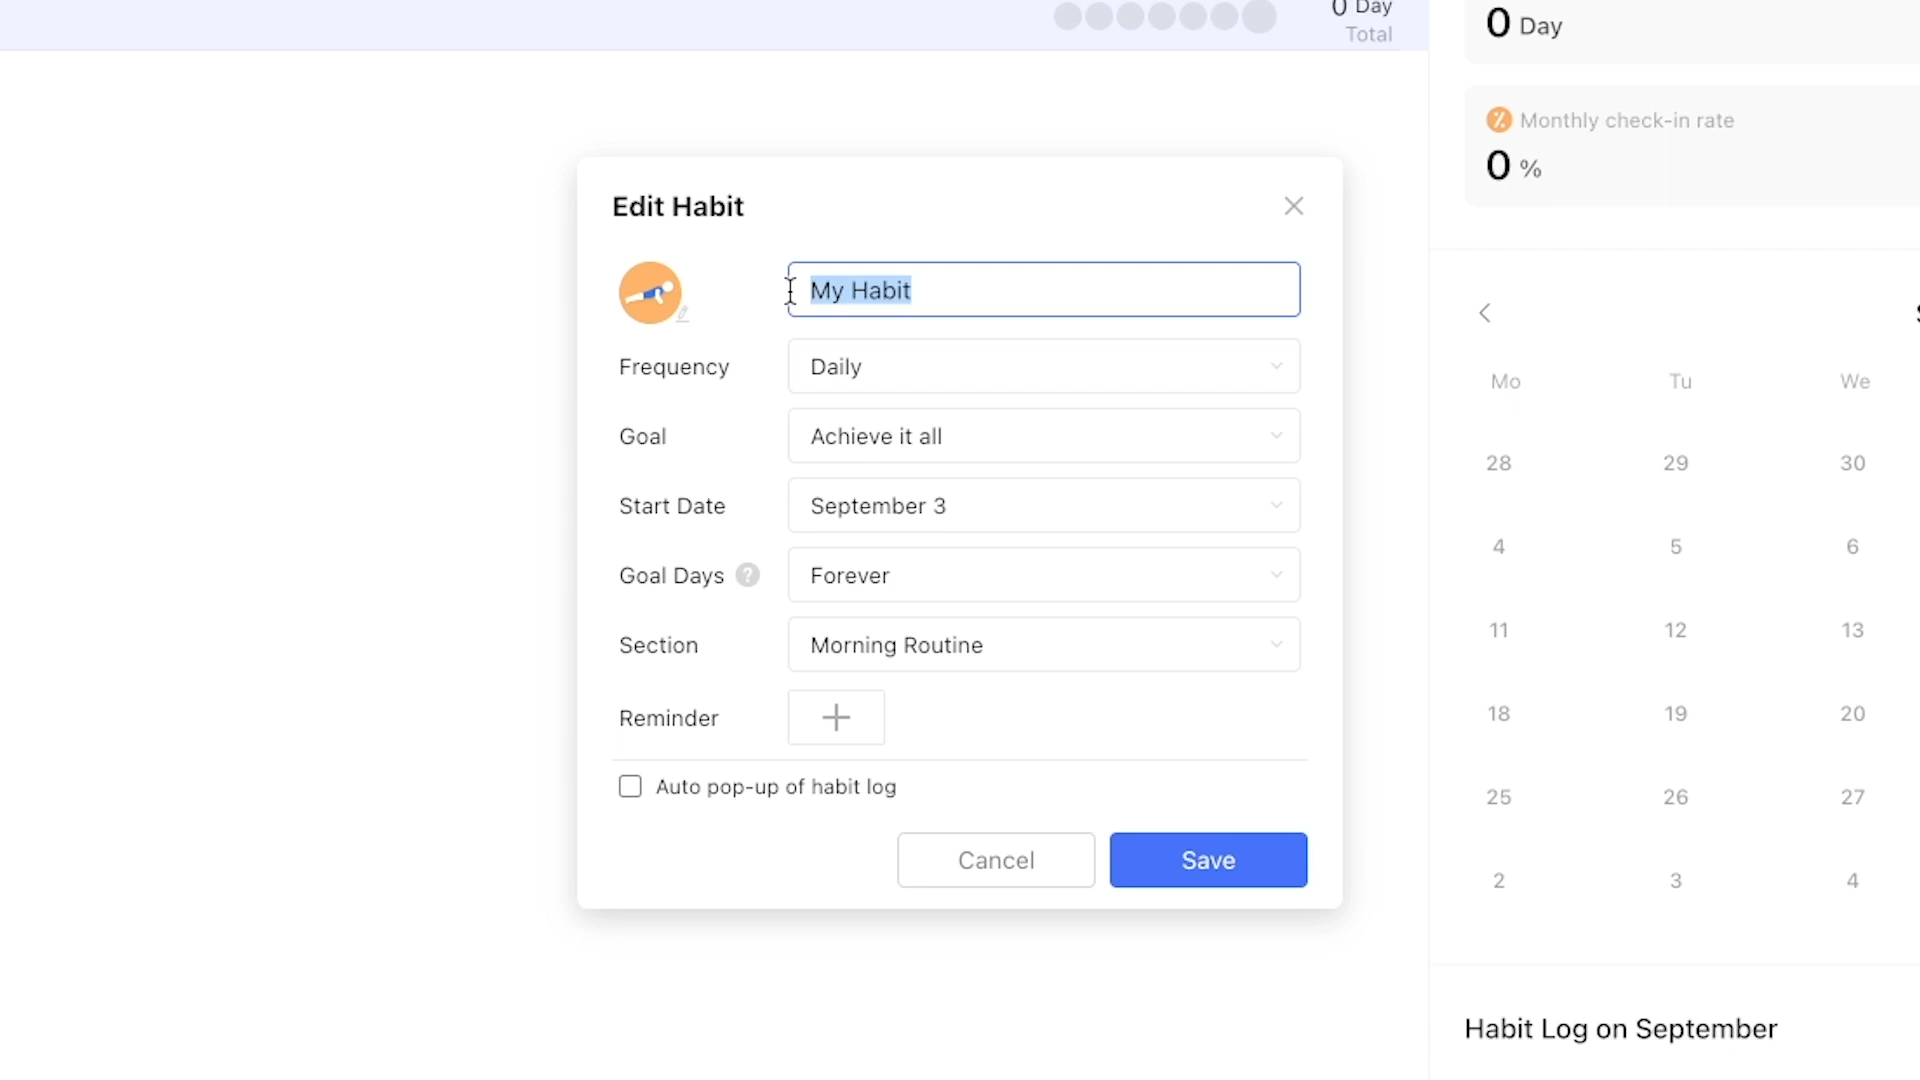 0 Day
Total
0 Day
Monthly check-in rate
0 %
Edit Habit
My Habit
Frequency
Daily
Goal
Achieve it all
Start Date
September 3
Goal Days ?
Forever
Section
Morning Routine
Reminder
Auto pop-up of habit log
Cancel
Save
Mo Tu We
28 29 30
4 5 6
11 12 13
18 19 20
25 26 27
2 3 4
Habit Log on September